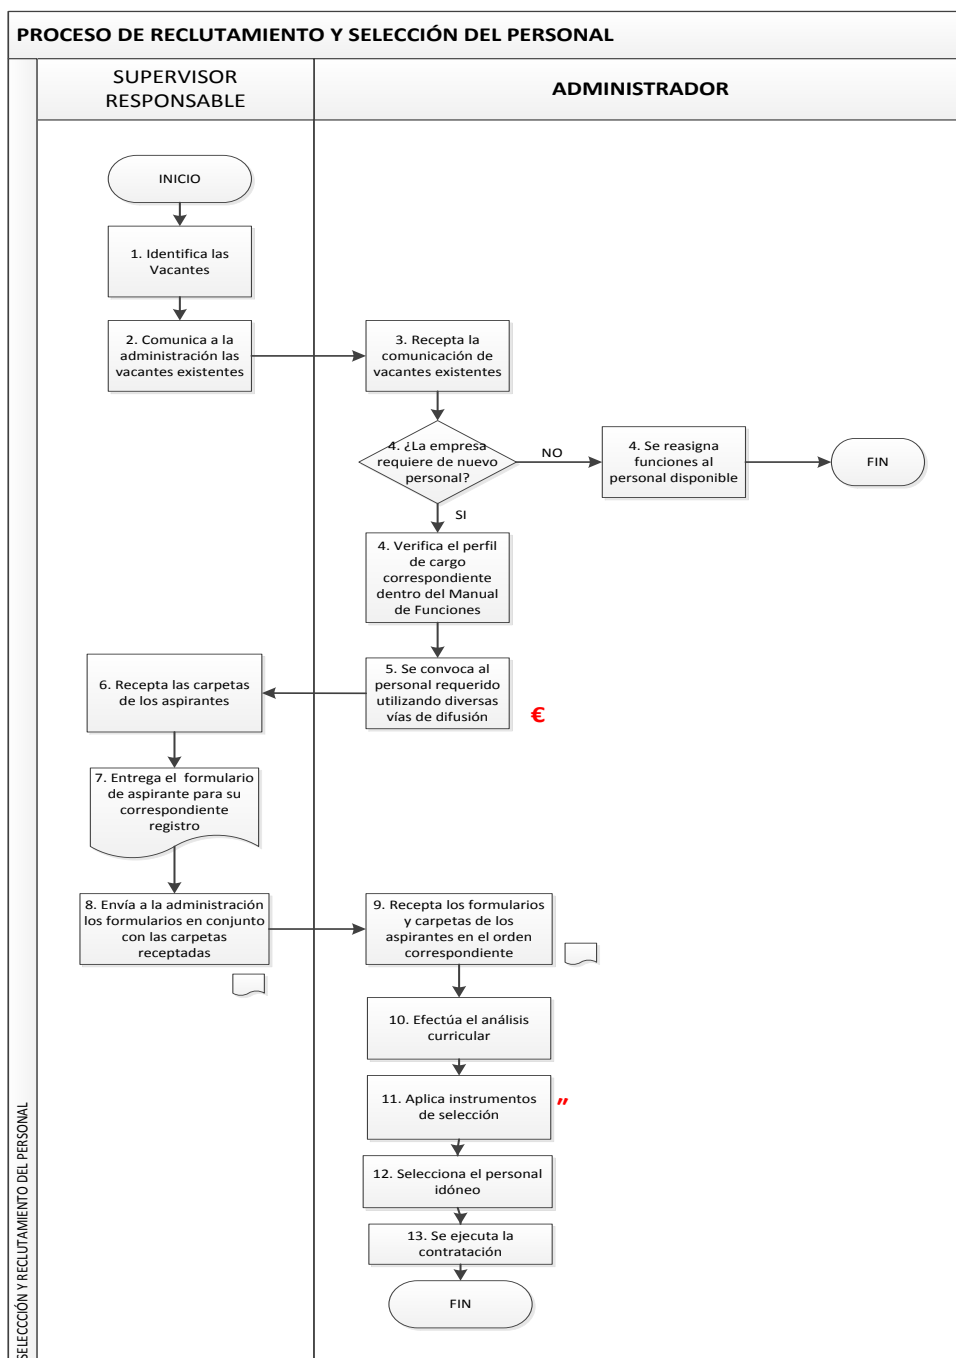 PROCESO DE RECLUTAMIENTO Y SELECCIÓN DEL PERSONAL
SUPERVISOR
RESPONSABLE
ADMINISTRADOR
INICIO
1. Identifica las
Vacantes
2. Comunica a la
administración las
vacantes existentes
3. Recepta la
comunicación de
vacantes existentes
4. ¿La empresa
requiere de nuevo
personal?
NO
4. Se reasigna
funciones al
personal disponible
FIN
SI
4. Verifica el perfil
de cargo
correspondiente
dentro del Manual
de Funciones
5. Se convoca al
personal requerido
utilizando diversas
vías de difusión
€
6. Recepta las carpetas
de los aspirantes
7. Entrega el formulario
de aspirante para su
correspondiente
registro
8. Envía a la administración
los formularios en conjunto
con las carpetas
receptadas
9. Recepta los formularios
y carpetas de los
aspirantes en el orden
correspondiente
10. Efectúa el análisis
curricular
11. Aplica instrumentos
de selección
"
12. Selecciona el personal
idóneo
13. Se ejecuta la
contratación
FIN
SELECCCIÓN Y RECLUTAMIENTO DEL PERSONAL